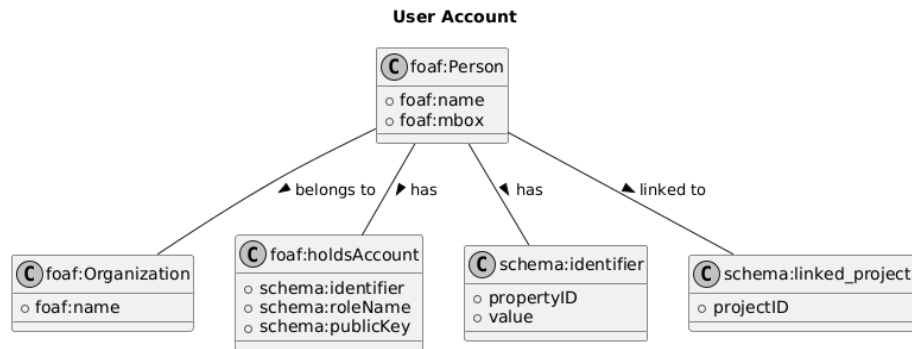 User Account
C foaf:Person
foaf:name
foaf:mbox
belongs to
has
has
linked to
C foaf:Organization
foaf:name
C foaf:holdsAccount
schema:identifier
schema:roleName
schema:publicKey
C schema:identifier
propertyID
value
C schema:linked_project
projectID